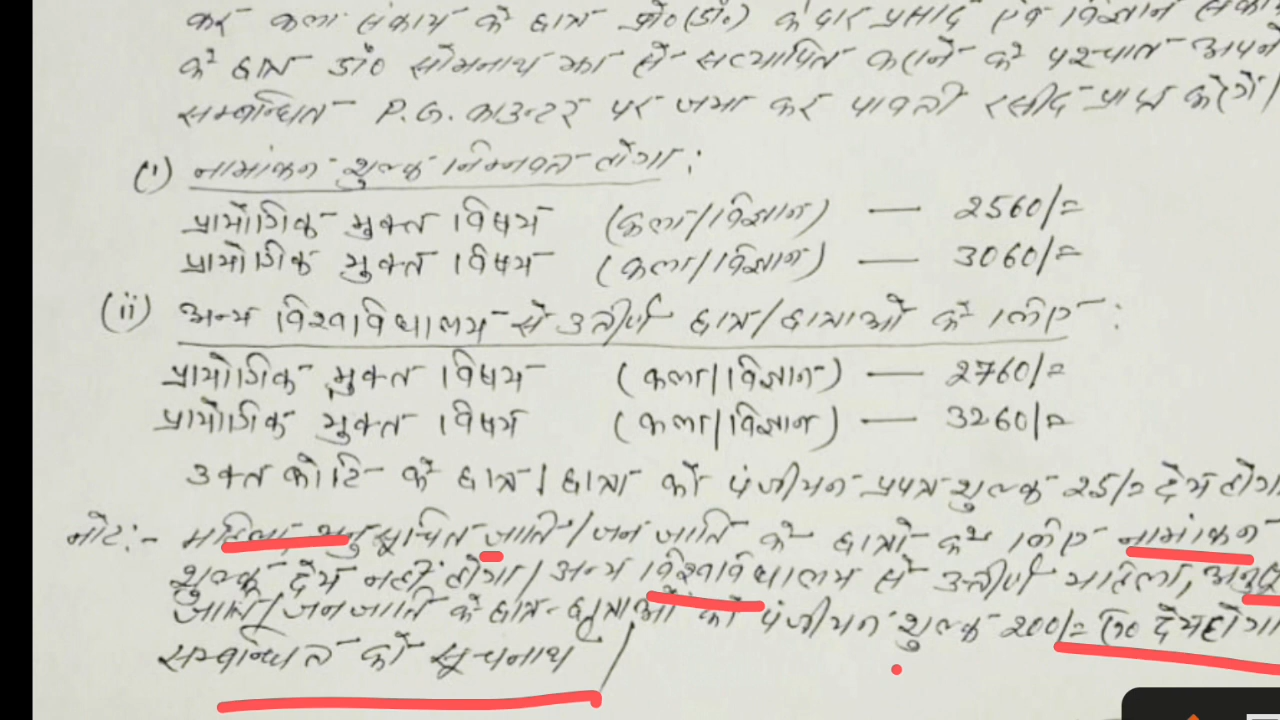 कर कला संकाय के छात्र प्रो०(डॉ०) केदार प्रसाद एवं विज्ञान संका
के छात्र डॉ० सोमनाथ झा से सत्यापित कराने के पश्चात अपने
सम्बन्धित P.G. काउन्टर पर जमा कर पावती रसीद प्राप्त करेंगे।
(i) नामांकन शुल्क निम्नवत होगा:
प्रायोगिक मुक्त विषय (कला/विज्ञान) — 2560/=
प्रायोगिक युक्त विषय (कला/विज्ञान) — 3060/=
(ii) अन्य विश्वविद्यालय से उत्तीर्ण छात्र/छात्राओं के लिए:
प्रायोगिक मुक्त विषय (कला/विज्ञान) — 2760/=
प्रायोगिक युक्त विषय (कला/विज्ञान) — 3260/=
उक्त कोटि के छात्र/छात्रा को पंजीयन प्रपत्र शुल्क 25/= देय होगा
नोट:- महिला, अनुसूचित जाति/जन जाति के छात्रों के लिए नामांकन
शुल्क देय नहीं होगा/अन्य विश्वविद्यालय से उत्तीर्ण महिला,
जाति/जनजाति के छात्र-छात्राओं को पंजीयन शुल्क 200/= देय होगा
सम्बन्धित को सूचनार्थ